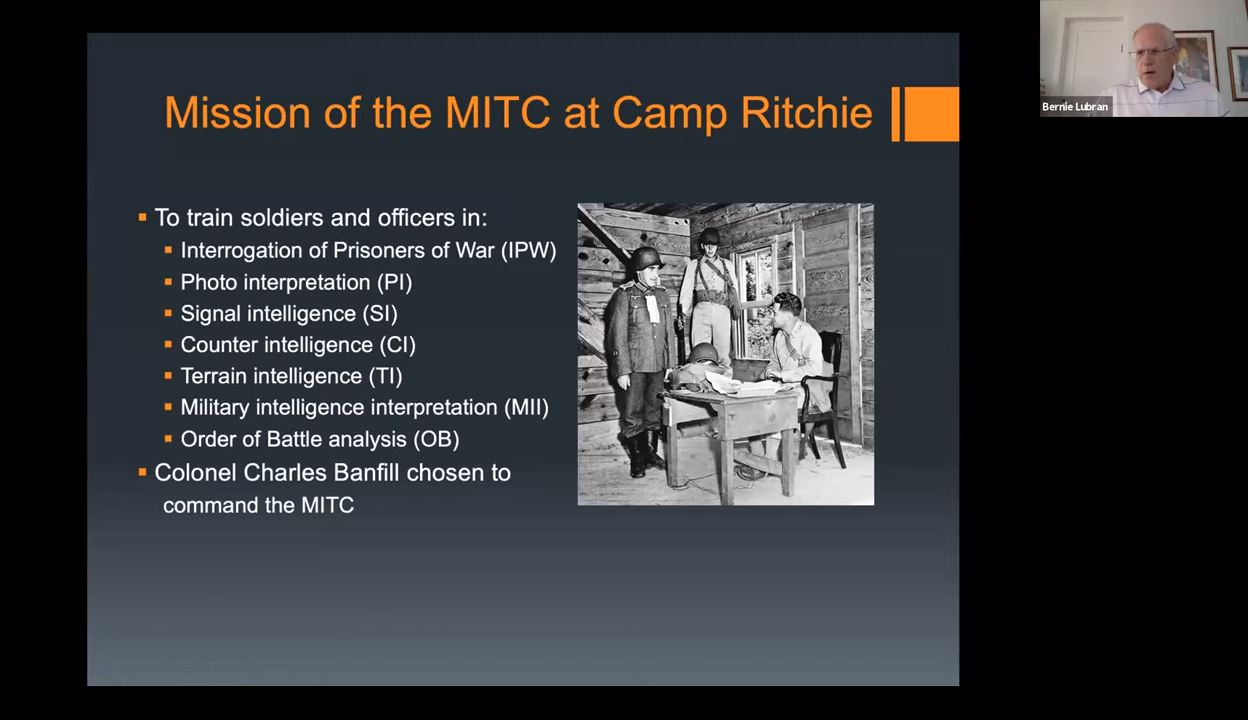 Mission of the MITC at Camp Ritchie
To train soldiers and officers in:
Interrogation of Prisoners of War (IPW)
Photo interpretation (PI)
Signal intelligence (SI)
Counter intelligence (CI)
Terrain intelligence (TI)
Military intelligence interpretation (MII)
Order of Battle analysis (OB)
Colonel Charles Banfill chosen to
command the MITC
Bernie Lubran